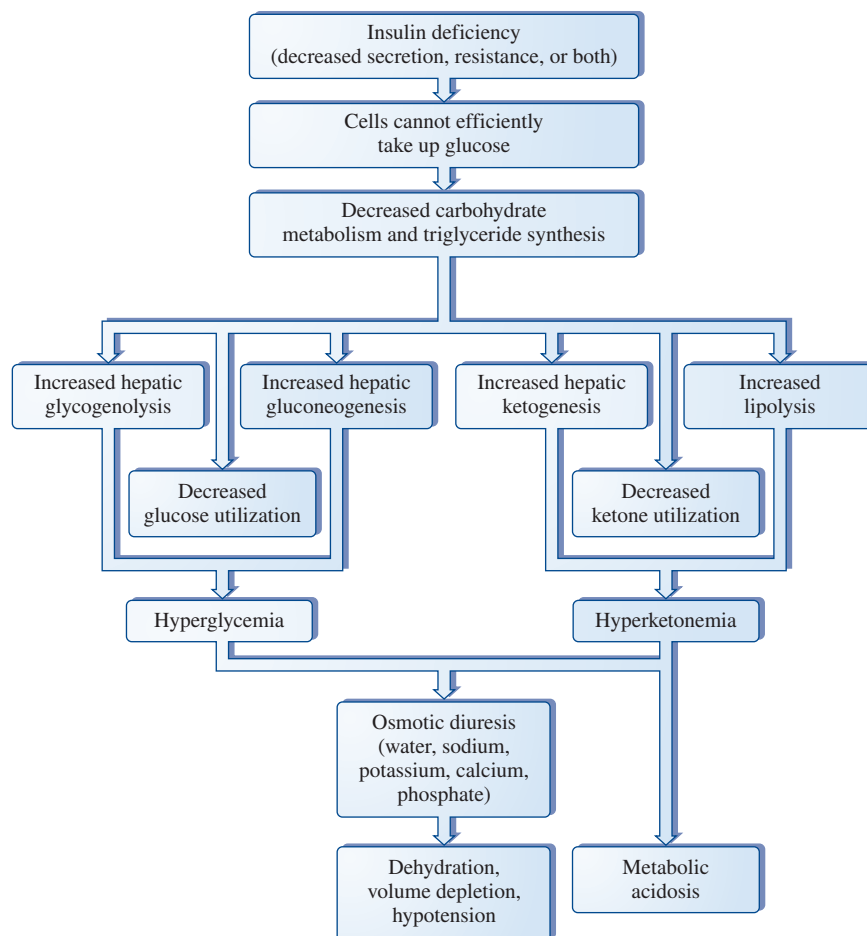 Insulin deficiency
(decreased secretion, resistance, or both)
Cells cannot efficiently
take up glucose
Decreased carbohydrate
metabolism and triglyceride synthesis
Increased hepatic
glycogenolysis
Increased hepatic
gluconeogenesis
Increased hepatic
ketogenesis
Increased
lipolysis
Decreased
glucose utilization
Decreased
ketone utilization
Hyperglycemia
Hyperketonemia
Osmotic diuresis
(water, sodium,
potassium, calcium,
phosphate)
Dehydration,
volume depletion,
hypotension
Metabolic
acidosis